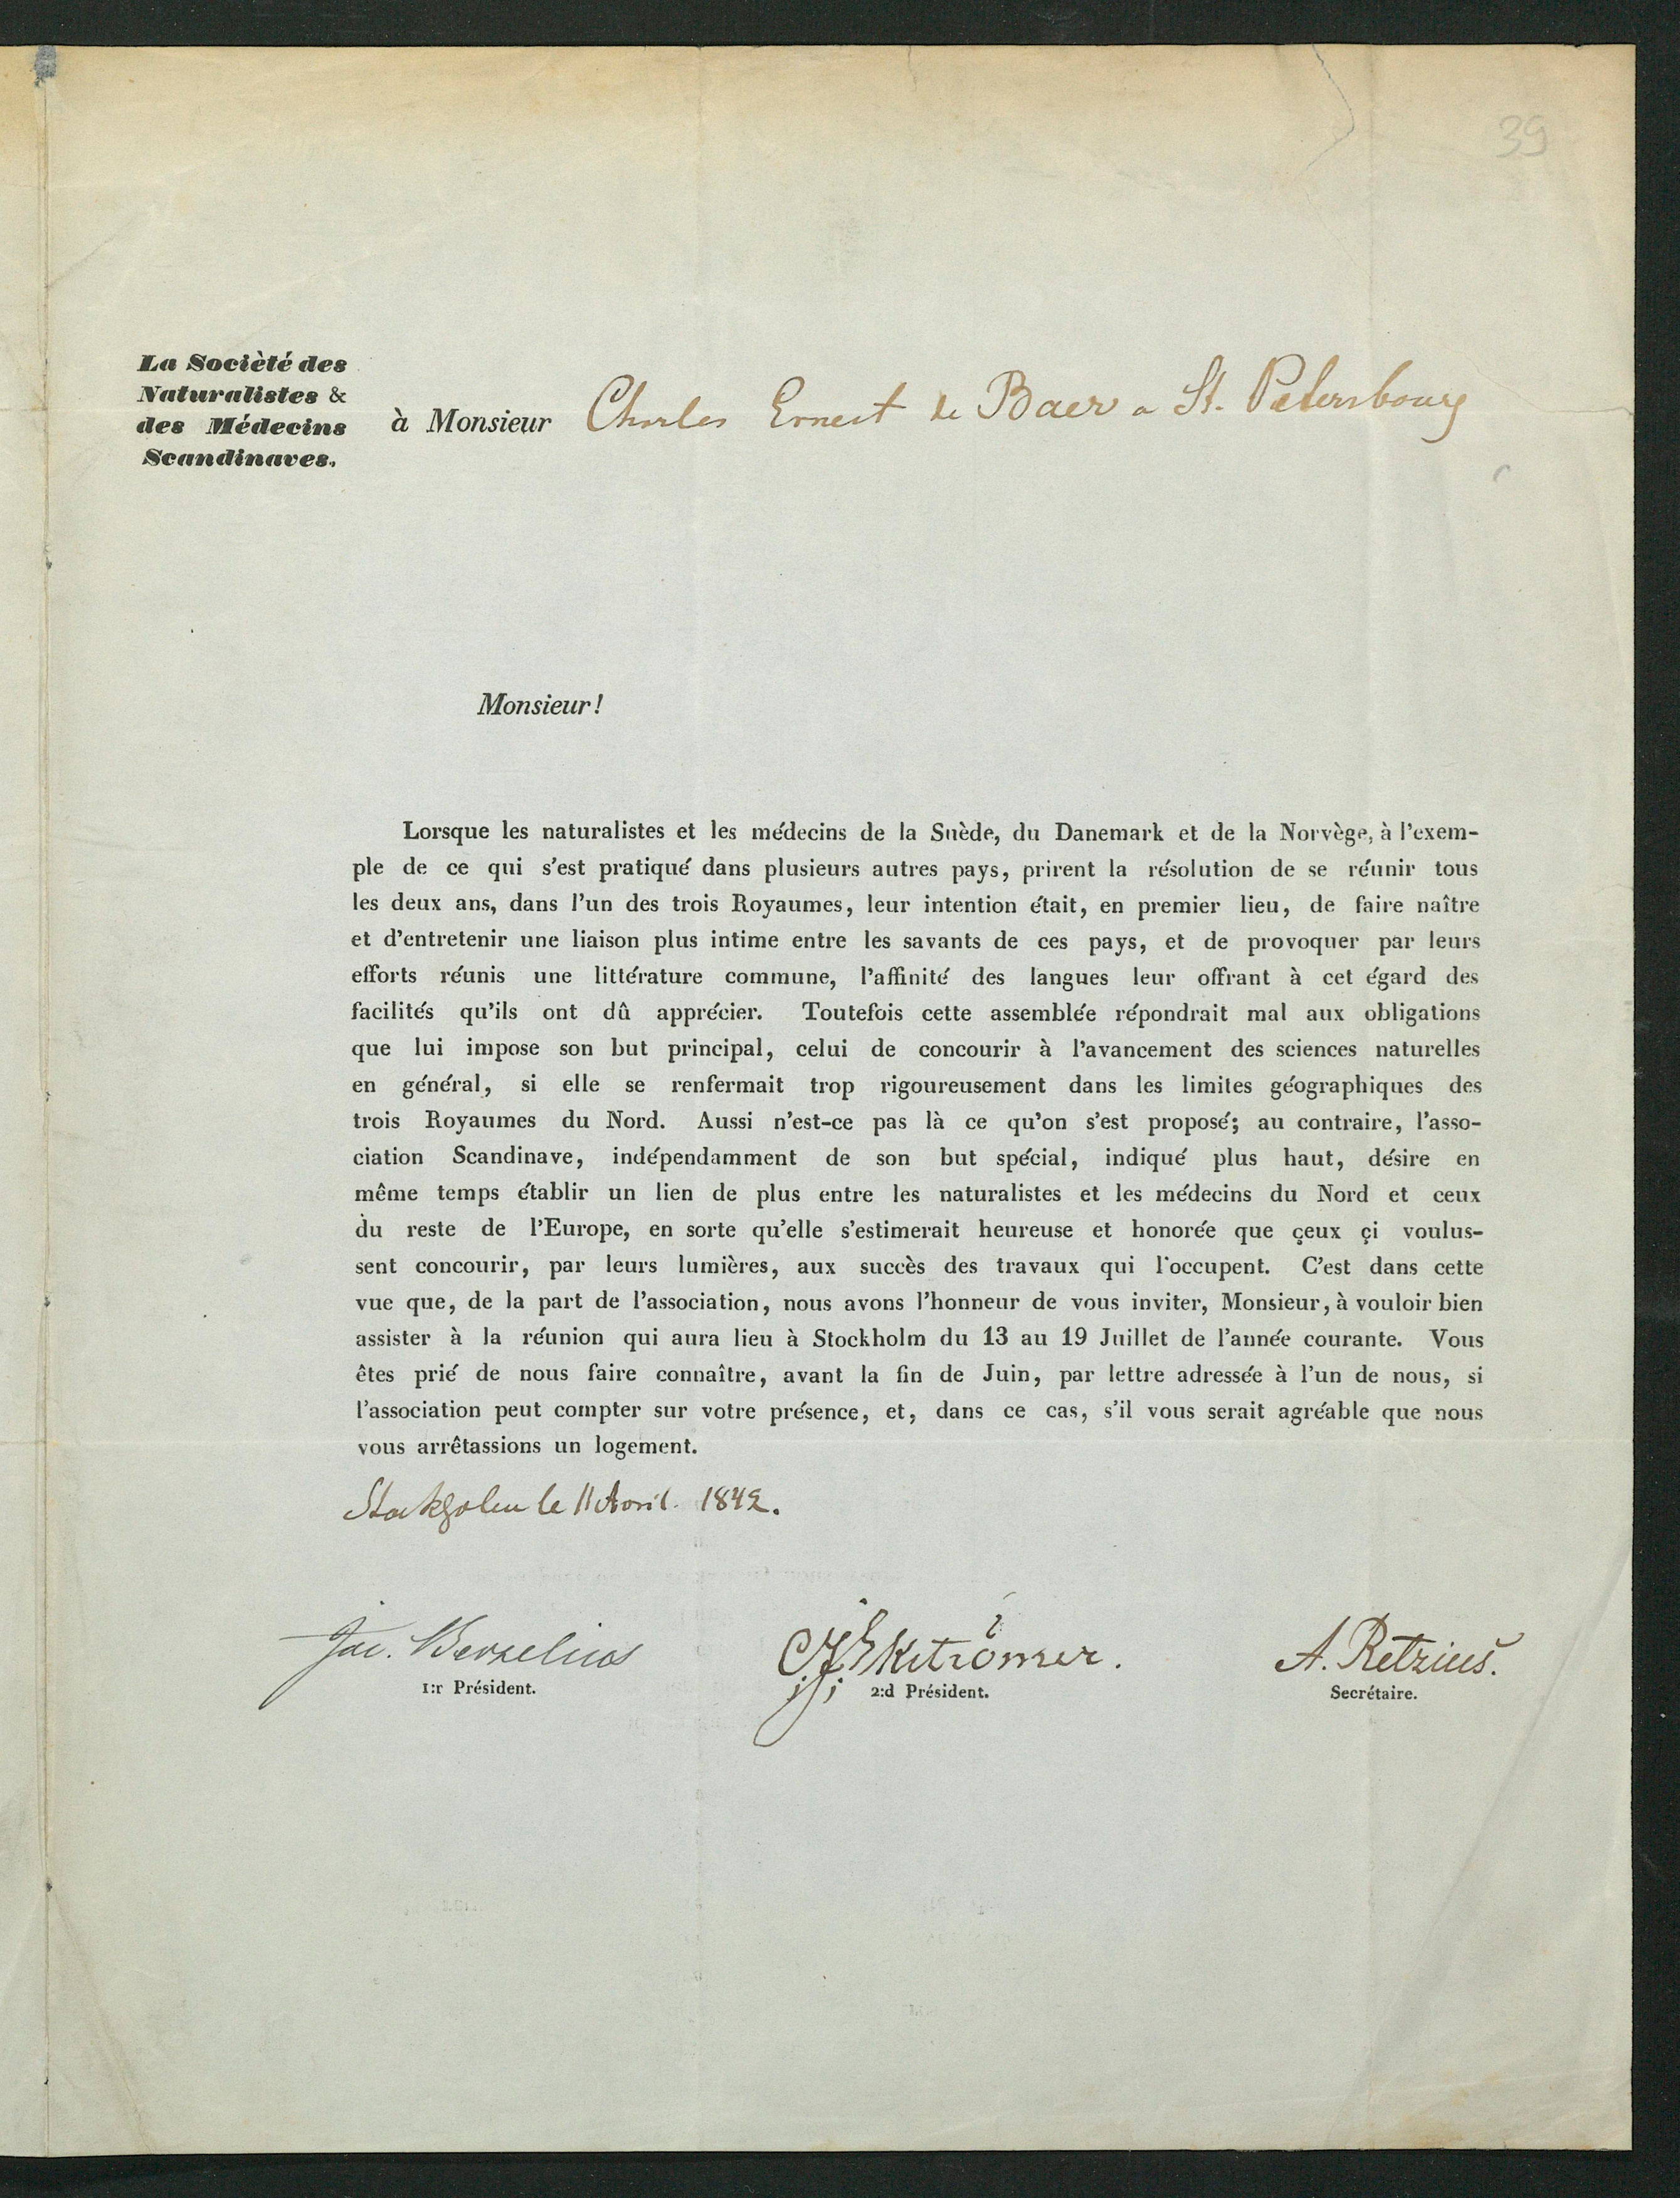 39
La Socièté des
Naturalistes &
des Médecins
Scandinaves.
à Monsieur Charles Ernest de Baer a St. Petersbourg
Monsieur!
Lorsque les naturalistes et les médecins de la Suède, du Danemark et de la Norvège, à l'exem-
ple de ce qui s'est pratiqué dans plusieurs autres pays, prirent la résolution de se réunir tous
les deux ans, dans l'un des trois Royaumes, leur intention était, en premier lieu, de faire naître
et d'entretenir une liaison plus intime entre les savants de ces pays, et de provoquer par leurs
efforts réunis une littérature commune, l'affinité des langues leur offrant à cet égard des
facilités qu'ils ont dû apprécier. Toutefois cette assemblée répondrait mal aux obligations
que lui impose son but principal, celui de concourir à l'avancement des sciences naturelles
en général, si elle se renfermait trop rigoureusement dans les limites géographiques des
trois Royaumes du Nord. Aussi n'est-ce pas là ce qu'on s'est proposé; au contraire, l'asso-
ciation Scandinave, indépendamment de son but spécial, indiqué plus haut, désire en
même temps établir un lien de plus entre les naturalistes et les médecins du Nord et ceux
du reste de l'Europe, en sorte qu'elle s'estimerait heureuse et honorée que çeux çi voulus-
sent concourir, par leurs lumières, aux succès des travaux qui l'occupent. C'est dans cette
vue que, de la part de l'association, nous avons l'honneur de vous inviter, Monsieur, à vouloir bien
assister à la réunion qui aura lieu à Stockholm du 13 au 19 Juillet de l'année courante. Vous
êtes prié de nous faire connaître, avant la fin de Juin, par lettre adressée à l'un de nous, si
l'association peut compter sur votre présence, et, dans ce cas, s'il vous serait agréable que nous
vous arrêtassions un logement.
Stockholm le 11 Avril 1842.
Jac. Berzelius
1:r Président.
CJEkströmer.
2:d Président.
A. Retzius.
Secrétaire.